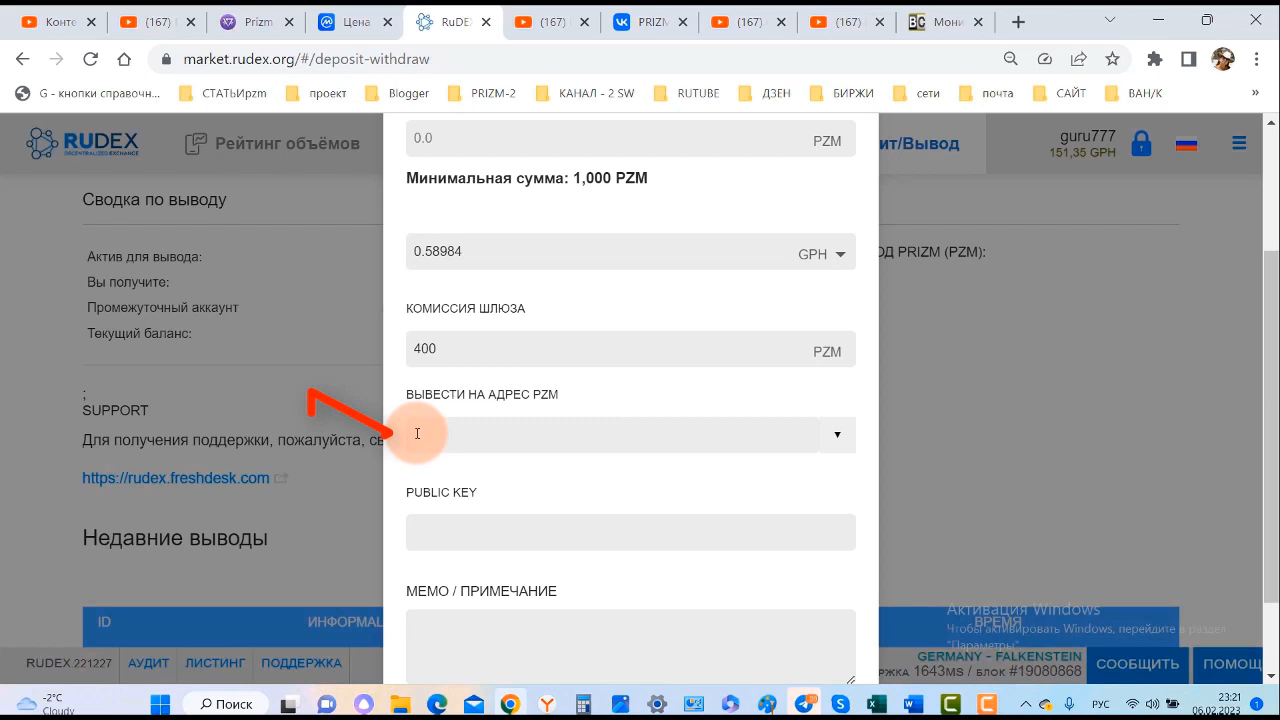 Конте
(167)
Prizm
Цена
RuDEX
(167)
PRIZM
(167)
(167)
Мони
market.rudex.org/#/deposit-withdraw
G - кнопки справочн...
СТАТЬИpzm
проект
Blogger
PRIZM-2
КАНАЛ - 2 SW
RUTUBE
ДЗЕН
БИРЖИ
сети
почта
САЙТ
ВАН/К
»
RUDEX
DECENTRALIZED EXCHANGE
Рейтинг объёмов
ит/Вывод
guru777
151,35 GPH
0.0 PZM
Минимальная сумма: 1,000 PZM
0.58984 GPH
КОМИССИЯ ШЛЮЗА
400 PZM
ВЫВЕСТИ НА АДРЕС PZM
PUBLIC KEY
МЕМО / ПРИМЕЧАНИЕ
Сводка по выводу
Актив для вывода:
Вы получите:
Промежуточный аккаунт
Текущий баланс:
ОД PRIZM (PZM):
;
SUPPORT
Для получения поддержки, пожалуйста, св
https://rudex.freshdesk.com
Недавние выводы
ID ИНФОРМАЦ ВРЕМЯ
Активация Windows
Чтобы активировать Windows, перейдите в раздел
"Параметры".
RUDEX 221227 АУДИТ ЛИСТИНГ ПОДДЕРЖКА
GERMANY - FALKENSTEIN
РЖКА 1643мs / блок #19080868
СООБЩИТЬ
ПОМОЩ
-2°C
Cloudy
Поиск
РУС
23:21
06.02.2023
1